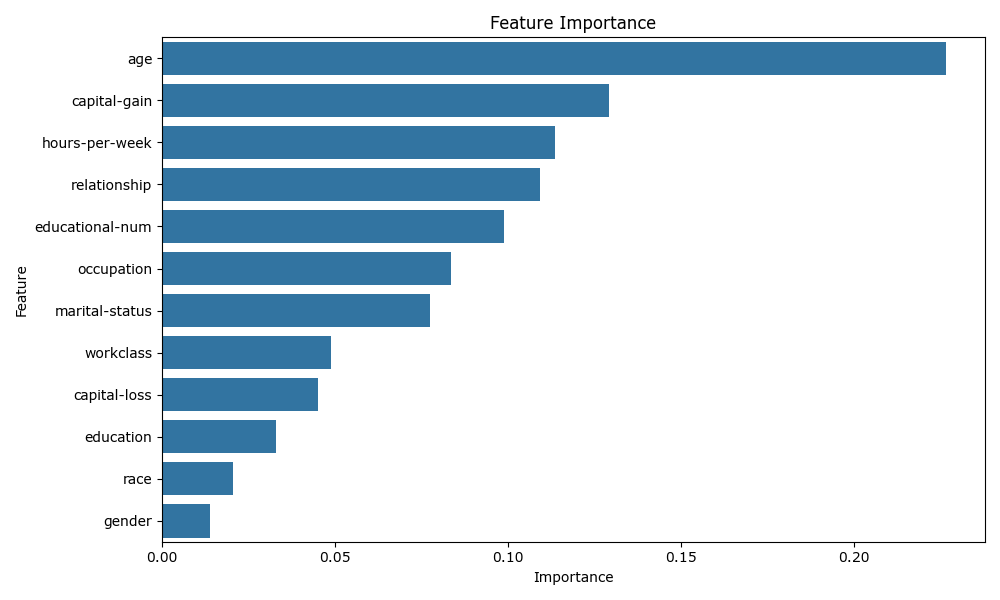 Feature Importance
Feature
age
capital-gain
hours-per-week
relationship
educational-num
occupation
marital-status
workclass
capital-loss
education
race
gender
0.00 0.05 0.10 0.15 0.20
Importance